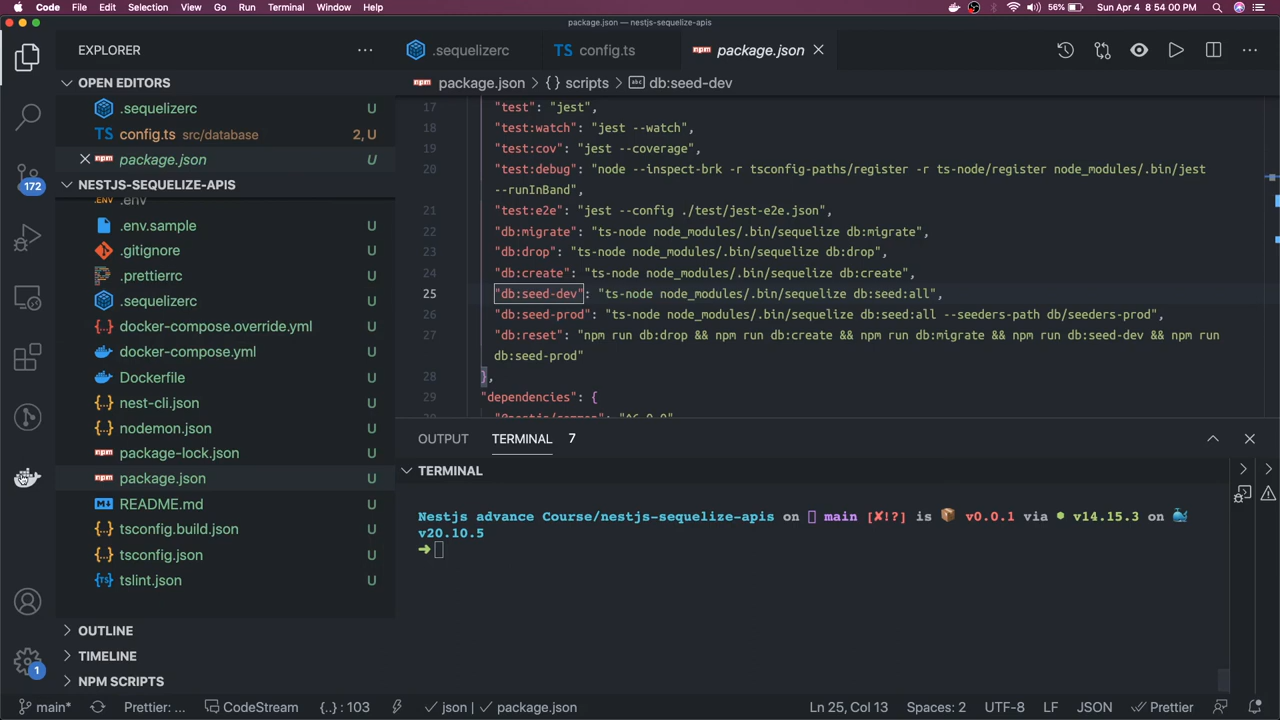 Code File Edit Selection View Go Run Terminal Window Help 56% Sun Apr 4 8 54 00 PM
package.json — nestjs-sequelize-apis
EXPLORER
.sequelizerc
TS config.ts
npm package.json
OPEN EDITORS
npm package.json > {} scripts > abc db:seed-dev
.sequelizerc U
TS config.ts src/database 2, U
npm package.json U
NESTJS-SEQUELIZE-APIS
.env
.env.sample U
.gitignore U
.prettierrc U
.sequelizerc U
docker-compose.override.yml U
docker-compose.yml U
Dockerfile U
{..} nest-cli.json U
{..} nodemon.json U
npm package-lock.json U
npm package.json U
README.md U
{..} tsconfig.build.json U
{..} tsconfig.json U
{TS} tslint.json U
OUTLINE
TIMELINE
NPM SCRIPTS
172
1
17 "test": "jest",
18 "test:watch": "jest --watch",
19 "test:cov": "jest --coverage",
20 "test:debug": "node --inspect-brk -r tsconfig-paths/register -r ts-node/register node_modules/.bin/jest
--runInBand",
21 "test:e2e": "jest --config ./test/jest-e2e.json",
22 "db:migrate": "ts-node node_modules/.bin/sequelize db:migrate",
23 "db:drop": "ts-node node_modules/.bin/sequelize db:drop",
24 "db:create": "ts-node node_modules/.bin/sequelize db:create",
25 "db:seed-dev": "ts-node node_modules/.bin/sequelize db:seed:all",
26 "db:seed-prod": "ts-node node_modules/.bin/sequelize db:seed:all --seeders-path db/seeders-prod",
27 "db:reset": "npm run db:drop && npm run db:create && npm run db:migrate && npm run db:seed-dev && npm run
db:seed-prod"
28 },
29 "dependencies": {
OUTPUT TERMINAL 7
TERMINAL
Nestjs advance Course/nestjs-sequelize-apis on main [✘!?] is 📦 v0.0.1 via ⬢ v14.15.3 on 🐳
v20.10.5
➜
main* Prettier: ... CodeStream {..} : 103 ✓ json | ✓ package.json Ln 25, Col 13 Spaces: 2 UTF-8 LF JSON Prettier